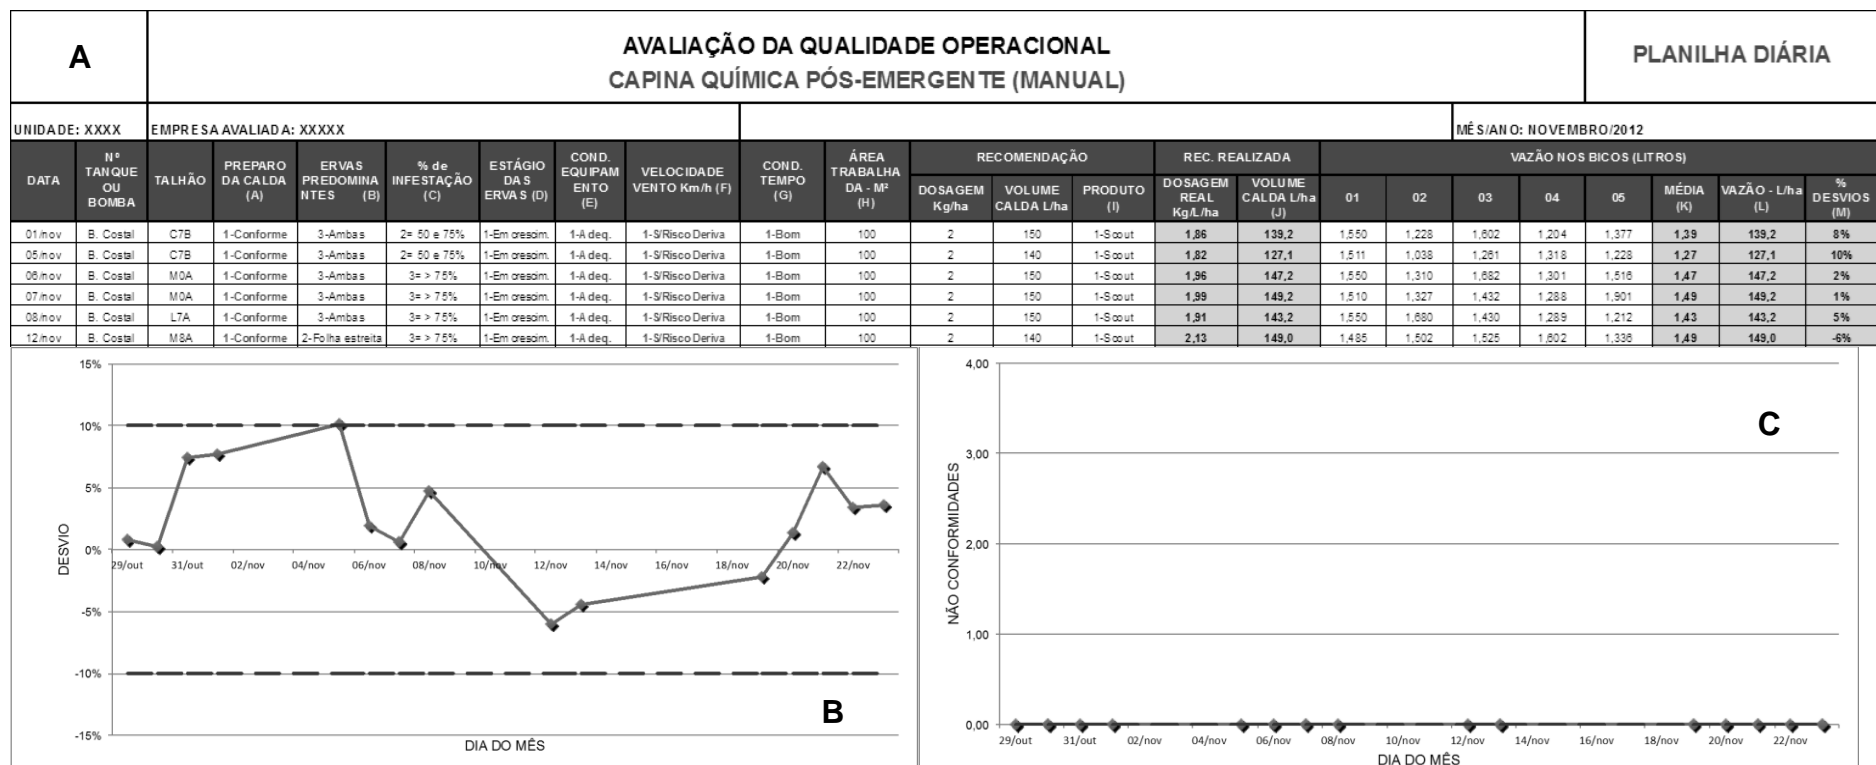 A
AVALIAÇÃO DA QUALIDADE OPERACIONAL
CAPINA QUÍMICA PÓS-EMERGENTE (MANUAL)
PLANILHA DIÁRIA
UNIDADE: XXXX EMPRESA AVALIADA: XXXXX MÊS/ANO: NOVEMBRO/2012
DATA
Nº TANQUE OU BOMBA
TALHÃO
PREPARO DA CALDA (A)
ERVAS PREDOMINANTES (B)
% de INFESTAÇÃO (C)
ESTÁGIO DAS ERVAS (D)
COND. EQUIPAMENTO (E)
VELOCIDADE VENTO Km/h (F)
COND. TEMPO (G)
ÁREA TRABALHADA - M² (H)
RECOMENDAÇÃO
DOSAGEM Kg/ha
VOLUME CALDA L/ha
PRODUTO (I)
REC. REALIZADA
DOSAGEM REAL Kg/L/ha
VOLUME CALDA L/ha (J)
VAZÃO NOS BICOS (LITROS)
01 02 03 04 05
MÉDIA (K)
VAZÃO - L/ha (L)
% DESVIOS (M)
01/nov B. Costal C7B 1-Conforme 3-Ambas 2= 50 e 75% 1-Em crescim. 1-Adeq. 1-S/Risco Deriva 1-Bom 100 2 150 1-Scout 1,86 139,2 1,550 1,228 1,602 1,204 1,377 1,39 139,2 8%
05/nov B. Costal C7B 1-Conforme 3-Ambas 2= 50 e 75% 1-Em crescim. 1-Adeq. 1-S/Risco Deriva 1-Bom 100 2 140 1-Scout 1,82 127,1 1,511 1,038 1,261 1,318 1,228 1,27 127,1 10%
06/nov B. Costal M0A 1-Conforme 3-Ambas 3= > 75% 1-Em crescim. 1-Adeq. 1-S/Risco Deriva 1-Bom 100 2 150 1-Scout 1,96 147,2 1,550 1,310 1,682 1,301 1,516 1,47 147,2 2%
07/nov B. Costal M0A 1-Conforme 3-Ambas 3= > 75% 1-Em crescim. 1-Adeq. 1-S/Risco Deriva 1-Bom 100 2 150 1-Scout 1,99 149,2 1,510 1,327 1,432 1,288 1,901 1,49 149,2 1%
08/nov B. Costal L7A 1-Conforme 3-Ambas 3= > 75% 1-Em crescim. 1-Adeq. 1-S/Risco Deriva 1-Bom 100 2 150 1-Scout 1,91 143,2 1,550 1,680 1,430 1,289 1,212 1,43 143,2 5%
12/nov B. Costal M8A 1-Conforme 2-Folha estreita 3= > 75% 1-Em crescim. 1-Adeq. 1-S/Risco Deriva 1-Bom 100 2 140 1-Scout 2,13 149,0 1,485 1,502 1,525 1,602 1,336 1,49 149,0 -6%
15%
10%
5%
0%
-5%
-10%
-15%
DESVIO
29/out 31/out 02/nov 04/nov 06/nov 08/nov 10/nov 12/nov 14/nov 16/nov 18/nov 20/nov 22/nov
DIA DO MÊS
B
4,00
3,00
2,00
1,00
0,00
NÃO CONFORMIDADES
C
29/out 31/out 02/nov 04/nov 06/nov 08/nov 10/nov 12/nov 14/nov 16/nov 18/nov 20/nov 22/nov
DIA DO MÊS